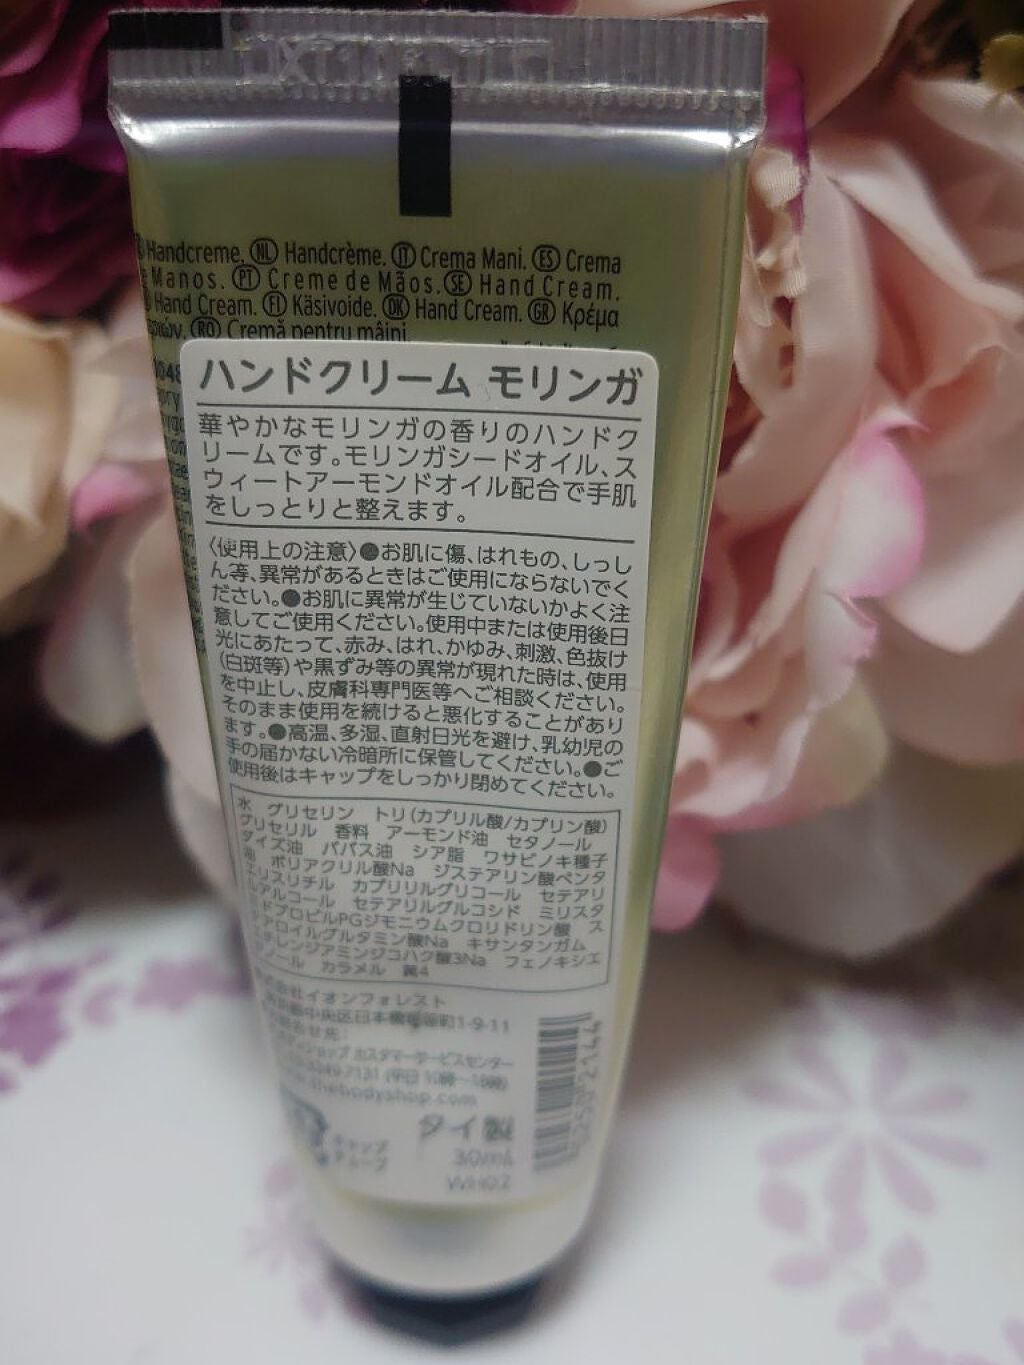 Handcreme. NL Handcrème. IT Crema Mani. ES Crema
Manos. PT Creme de Mãos. SE Hand Cream.
Hand Cream. FI Käsivoide. DK Hand Cream. GR Κρέμα
RO Cremă pentru mâini.
ハンドクリーム モリンガ
華やかなモリンガの香りのハンドク
リームです。モリンガシードオイル、ス
ウィートアーモンドオイル配合で手肌
をしっとりと整えます。
〈使用上の注意〉●お肌に傷、はれもの、しっし
ん等、異常があるときはご使用にならないでく
ださい。●お肌に異常が生じていないかよく注
意してご使用ください。使用中または使用後日
光にあたって、赤み、はれ、かゆみ、刺激、色抜け
(白斑等)や黒ずみ等の異常が現れた時は、使用
を中止し、皮膚科専門医等へご相談ください。
そのまま使用を続けると悪化することがあり
ます。●高温、多湿、直射日光を避け、乳幼児の
手の届かない冷暗所に保管してください。●ご
使用後はキャップをしっかり閉めてください。
水 グリセリン トリ(カプリル酸/カプリン酸)
グリセリル 香料 アーモンド油 セタノール
ダイズ油 ババス油 シア脂 ワサビノキ種子
油 ポリアクリル酸Na ジステアリン酸ペンタ
エリスリチル カプリリルグリコール セテアリ
ルアルコール セテアリルグルコシド ミリスタ
ミドプロピルPGジモニウムクロリドリン酸 ス
テアロイルグルタミン酸Na キサンタンガム
エチレンジアミンジコハク酸3Na フェノキシエ
タノール カラメル 黄4
株式会社イオンフォレスト
中央区日本橋 1-9-11
カスタマーサービスセンター
thebodyshop.com
タイ製
キャップ
チューブ
30ml